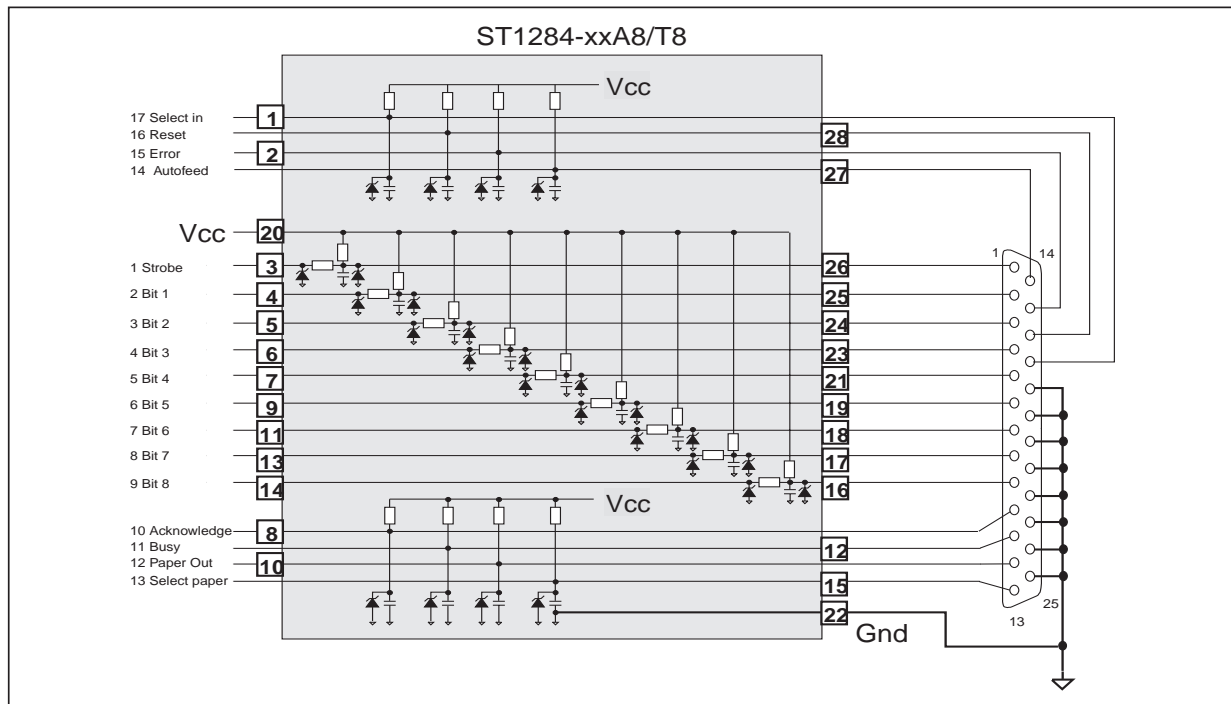 ST1284-xxA8/T8
Vcc
17 Select in
1
16 Reset
28
15 Error
2
14 Autofeed
27
Vcc
20
1
14
1 Strobe
3
26
2 Bit 1
4
25
3 Bit 2
5
24
4 Bit 3
6
23
5 Bit 4
7
21
6 Bit 5
9
19
7 Bit 6
11
18
8 Bit 7
13
17
9 Bit 8
14
16
Vcc
10 Acknowledge
8
11 Busy
12
12 Paper Out
10
13 Select paper
15
22
Gnd
13
25